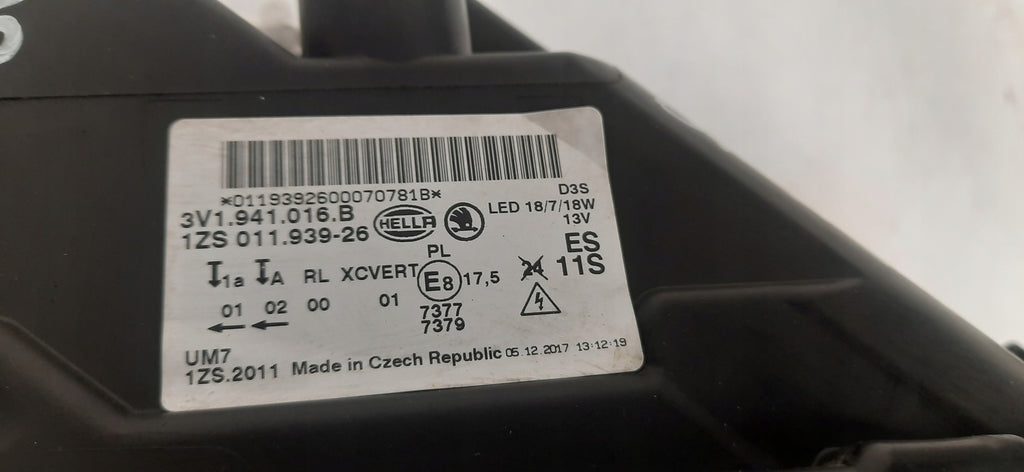 *0119392600070781B*
3V1.941.016.B
1ZS 011.939-26
HELLA
D3S
LED 18/7/18W
13V
ES
11S
24
PL
1a A RL XCVERT E8 17,5
01 02 00 01
7377
7379
UM7
1ZS.2011 Made in Czech Republic 05.12.2017 13:12:19